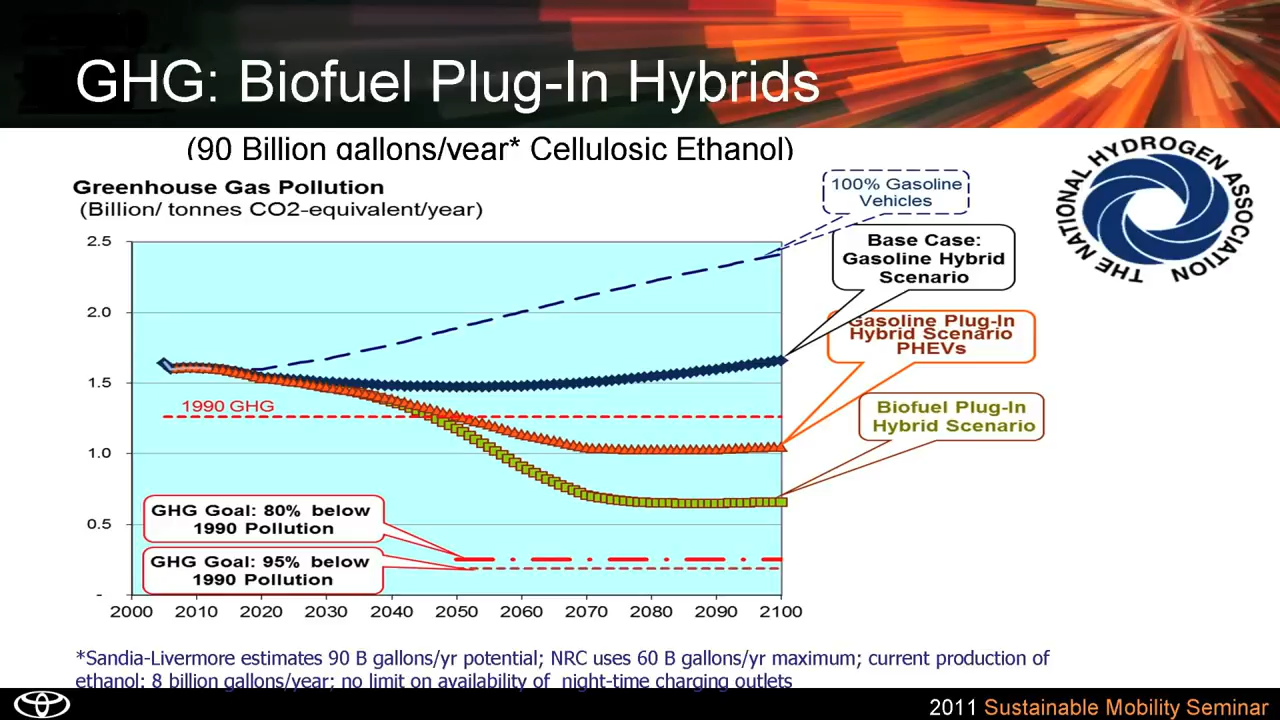 GHG: Biofuel Plug-In Hybrids
(90 Billion gallons/year* Cellulosic Ethanol)
THE NATIONAL HYDROGEN ASSOCIATION
Greenhouse Gas Pollution
(Billion/ tonnes CO2-equivalent/year)
100% Gasoline
Vehicles
Base Case:
Gasoline Hybrid
Scenario
Gasoline Plug-In
Hybrid Scenario
PHEVs
Biofuel Plug-In
Hybrid Scenario
2.5
2.0
1.5
1.0
0.5
-
1990 GHG
GHG Goal: 80% below
1990 Pollution
GHG Goal: 95% below
1990 Pollution
2000 2010 2020 2030 2040 2050 2060 2070 2080 2090 2100
*Sandia-Livermore estimates 90 B gallons/yr potential; NRC uses 60 B gallons/yr maximum; current production of
ethanol: 8 billion gallons/year; no limit on availability of night-time charging outlets
2011 Sustainable Mobility Seminar